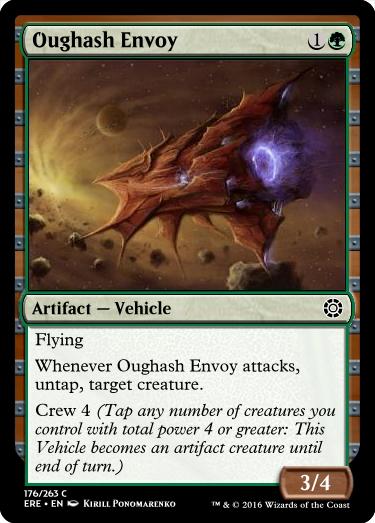 Oughash Envoy 1
Artifact — Vehicle
Flying
Whenever Oughash Envoy attacks,
untap, target creature.
Crew 4 (Tap any number of creatures you
control with total power 4 or greater: This
Vehicle becomes an artifact creature until
end of turn.)
3/4
176/263 C
ERE • EN Kirill Ponomarenko ™ & © 2016 Wizards of the Coast